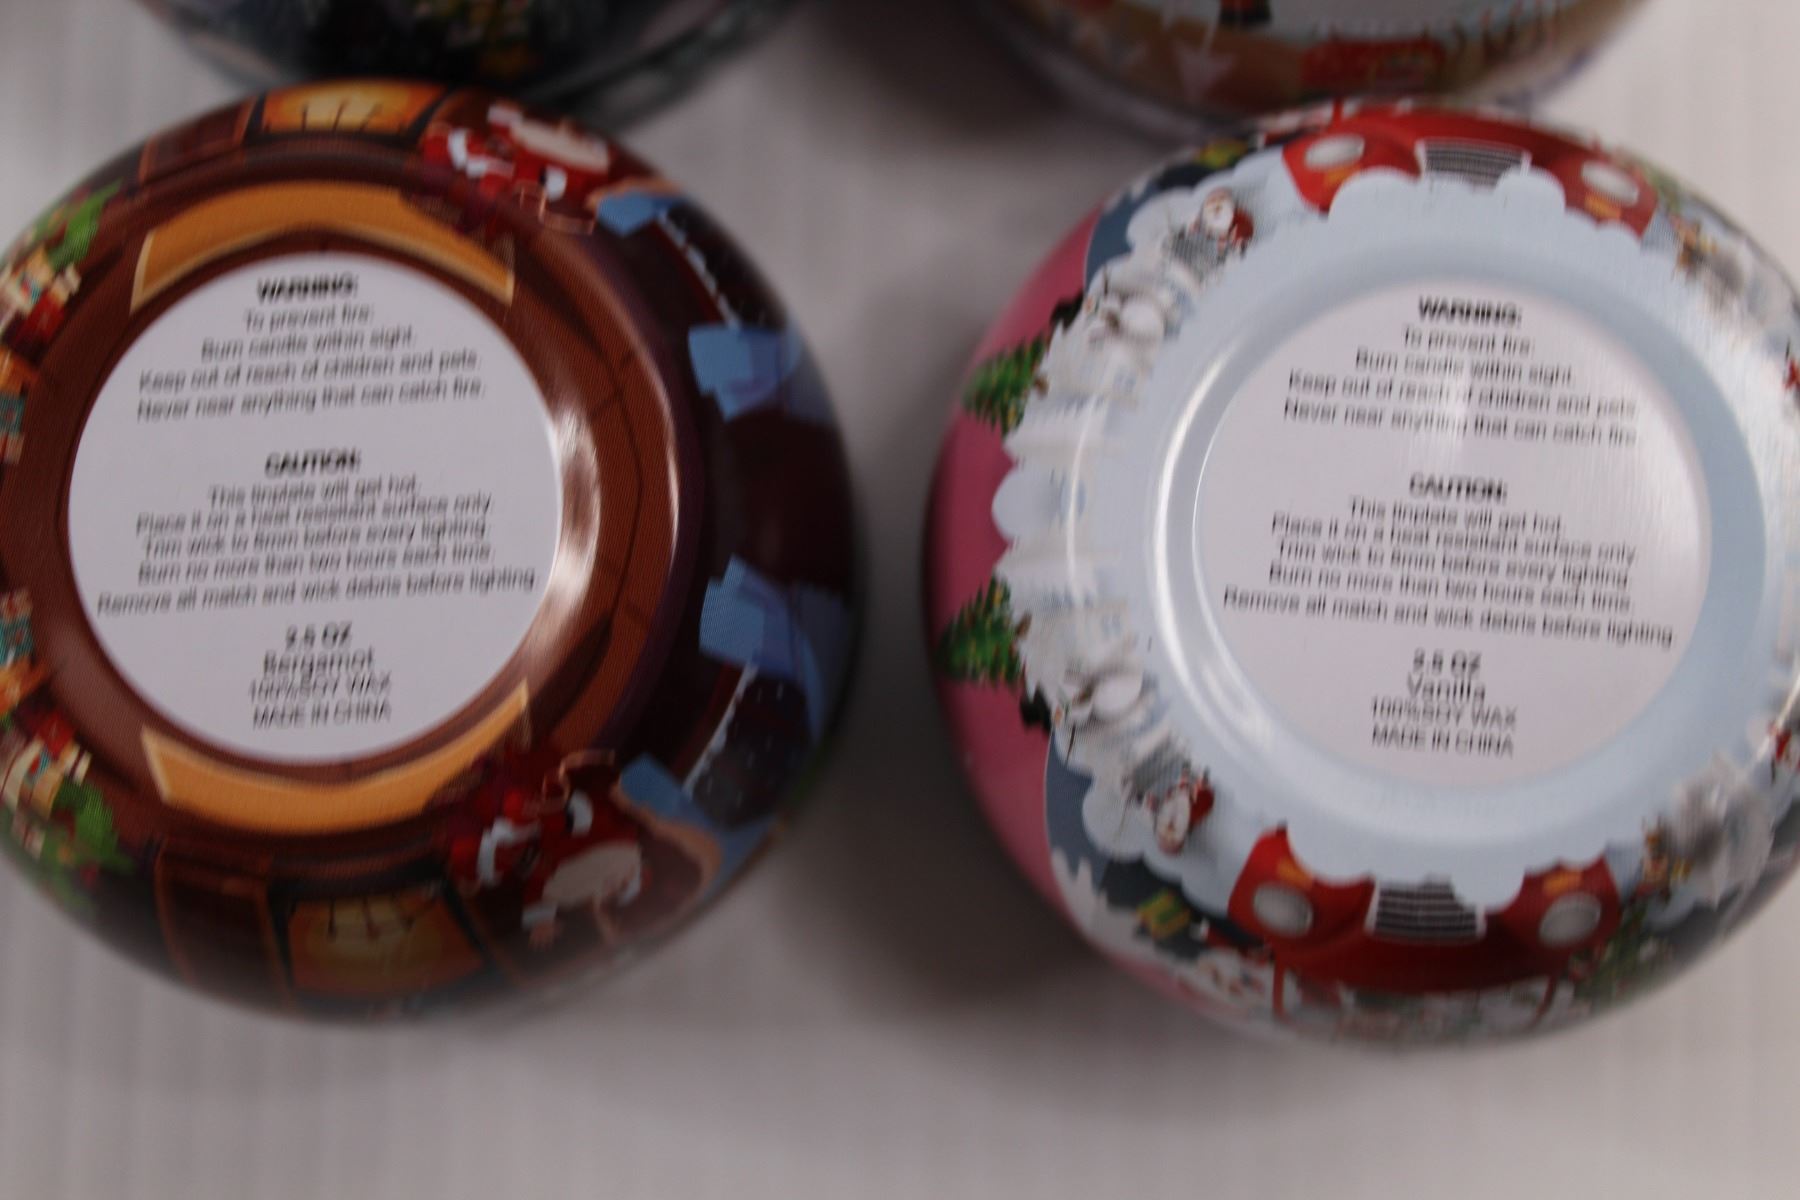 WARNING:
To prevent fire:
Burn candle within sight.
Keep out of reach of children and pets.
Never near anything that can catch fire.
CAUTION:
This tinplate will get hot.
Place it on a heat resistant surface only.
Trim wick to 6mm before every lighting.
Burn no more than two hours each time.
Remove all match and wick debris before lighting.
2.5 OZ
Bergamot
100%SOY WAX
MADE IN CHINA
WARNING:
To prevent fire:
Burn candle within sight.
Keep out of reach of children and pets.
Never near anything that can catch fire.
CAUTION:
This tinplate will get hot.
Place it on a heat resistant surface only.
Trim wick to 6mm before every lighting.
Burn no more than two hours each time.
Remove all match and wick debris before lighting.
2.5 OZ
Vanilla
100%SOY WAX
MADE IN CHINA